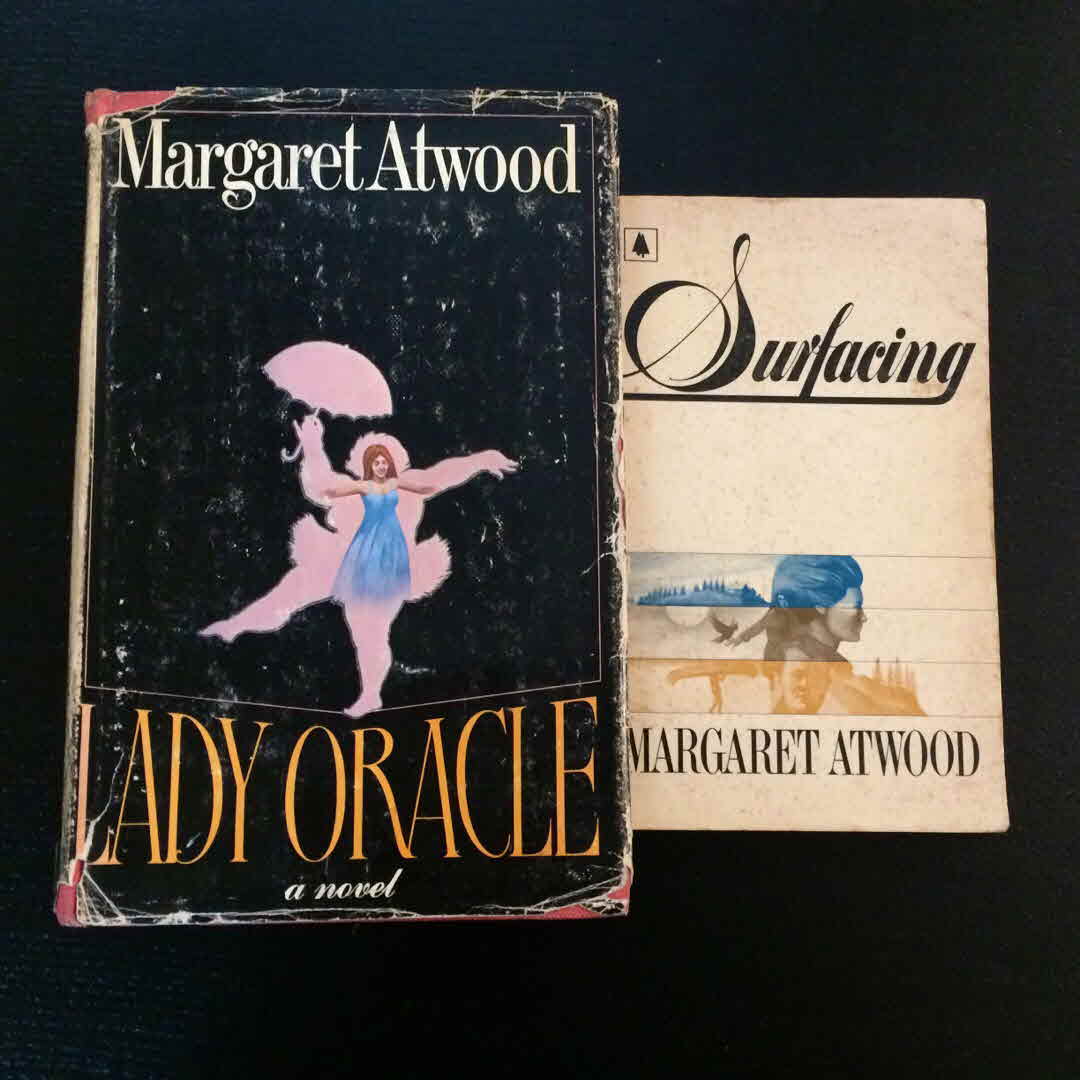 Margaret Atwood
LADY ORACLE
a novel
Surfacing
MARGARET ATWOOD